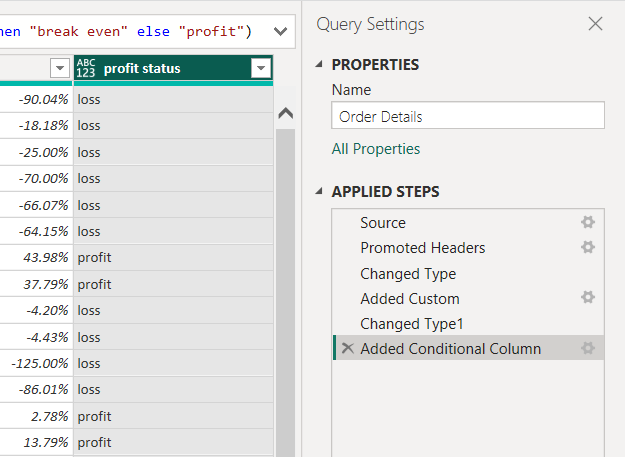 hen "break even" else "profit")
ABC
123
profit status
-90.04% loss
-18.18% loss
-25.00% loss
-70.00% loss
-66.07% loss
-64.15% loss
43.98% profit
37.79% profit
-4.20% loss
-4.43% loss
-125.00% loss
-86.01% loss
2.78% profit
13.79% profit
Query Settings
PROPERTIES
Name
Order Details
All Properties
APPLIED STEPS
Source
Promoted Headers
Changed Type
Added Custom
Changed Type1
Added Conditional Column